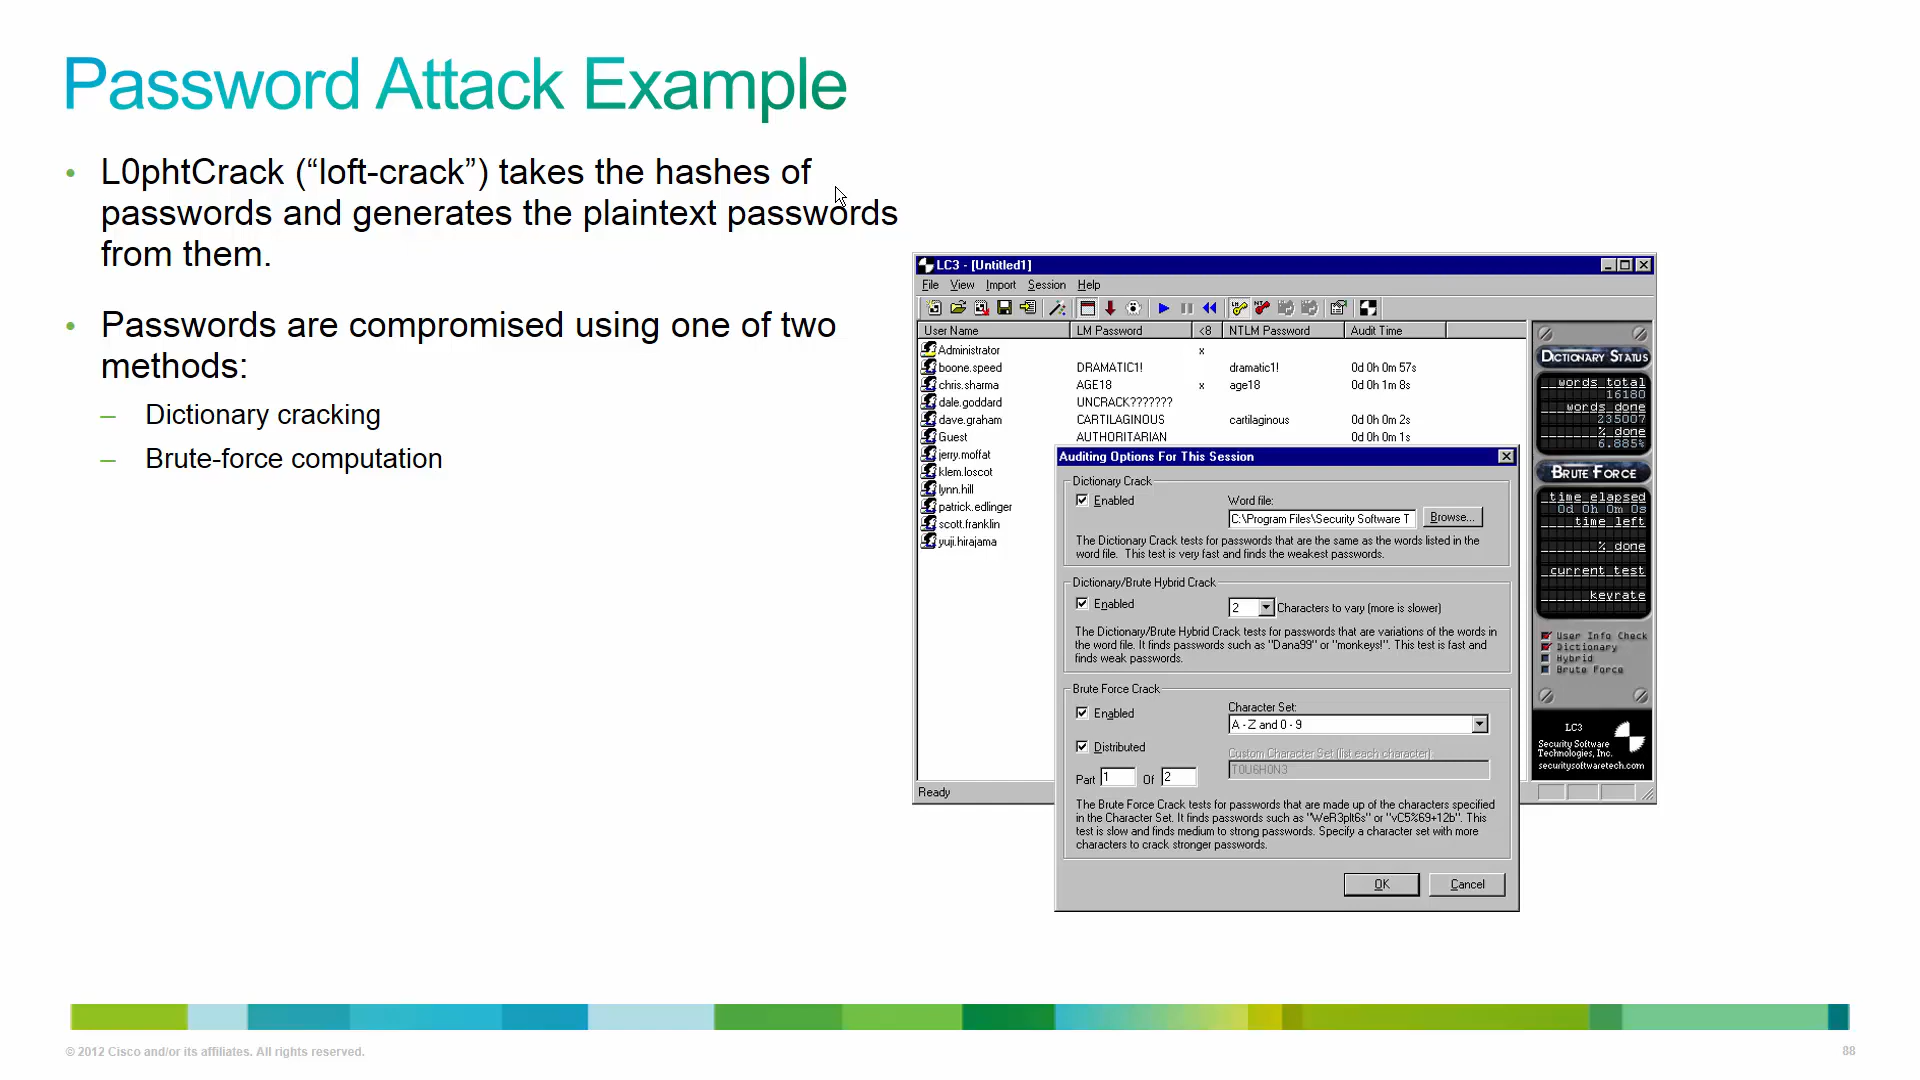 Password Attack Example
• L0phtCrack (“loft-crack”) takes the hashes of
passwords and generates the plaintext passwords
from them.
• Passwords are compromised using one of two
methods:
– Dictionary cracking
– Brute-force computation
LC3 - [Untitled1]
File View Import Session Help
User Name LM Password <8 NTLM Password Audit Time
Administrator x
boone.speed DRAMATIC1! dramatic1! 0d 0h 0m 57s
chris.sharma AGE18 x age18 0d 0h 1m 8s
dale.goddard UNCRACK???????
dave.graham CARTILAGINOUS cartilaginous 0d 0h 0m 2s
Guest AUTHORITARIAN 0d 0h 0m 1s
jerry.moffat
klem.loscot
lynn.hill
patrick.edlinger
scott.franklin
yuji.hirajama
Ready
Auditing Options For This Session
Dictionary Crack
Enabled
Word file:
C:\Program Files\Security Software T Browse...
The Dictionary Crack tests for passwords that are the same as the words listed in the
word file. This test is very fast and finds the weakest passwords.
Dictionary/Brute Hybrid Crack
Enabled 2 Characters to vary (more is slower)
The Dictionary/Brute Hybrid Crack tests for passwords that are variations of the words in
the word file. It finds passwords such as "Dana99" or "monkeys!". This test is fast and
finds weak passwords.
Brute Force Crack
Enabled
Character Set:
A - Z and 0 - 9
Distributed
Custom Character Set (list each character):
T0U6H0N3
Part 1 Of 2
The Brute Force Crack tests for passwords that are made up of the characters specified
in the Character Set. It finds passwords such as "WeR3plt6s" or "vC5%69+12b". This
test is slow and finds medium to strong passwords. Specify a character set with more
characters to crack stronger passwords.
OK Cancel
DICTIONARY STATUS
words total
16180
words done
235007
% done
6.885%
BRUTE FORCE
time elapsed
0d 0h 0m 0s
time left
% done
current test
keyrate
User Info Check
Dictionary
Hybrid
Brute Force
LC3
Security Software
Technologies, Inc.
securitysoftwaretech.com
© 2012 Cisco and/or its affiliates. All rights reserved.
88